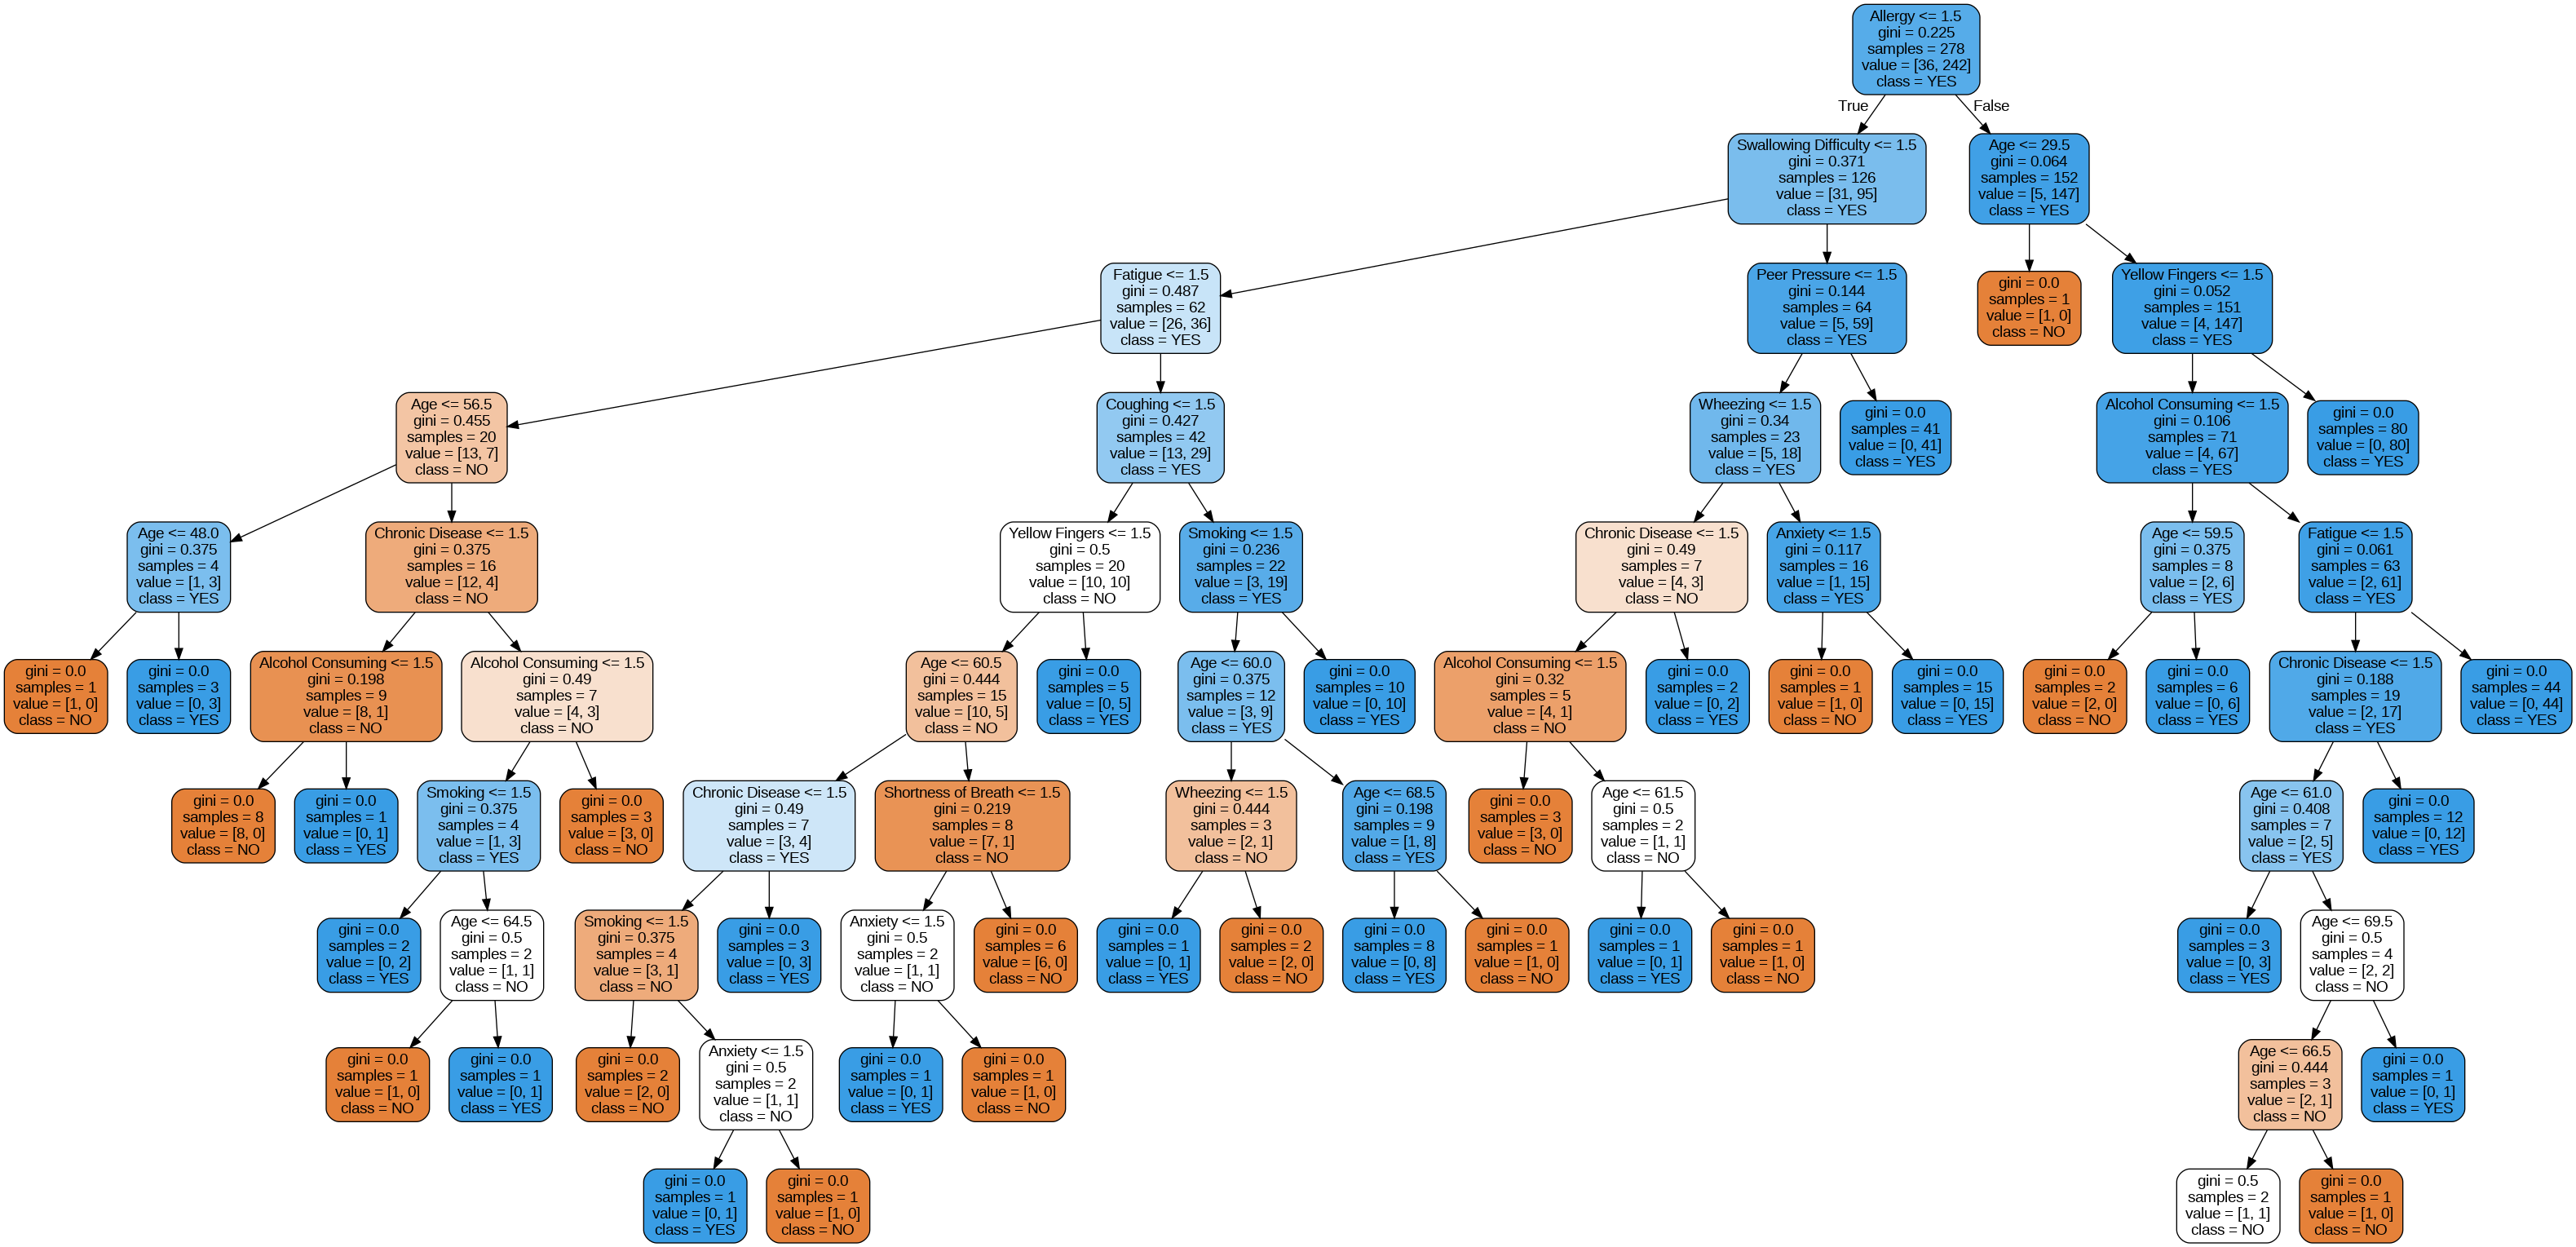 Allergy <= 1.5
gini = 0.225
samples = 278
value = [36, 242]
class = YES
True
False
Swallowing Difficulty <= 1.5
gini = 0.371
samples = 126
value = [31, 95]
class = YES
Age <= 29.5
gini = 0.064
samples = 152
value = [5, 147]
class = YES
Fatigue <= 1.5
gini = 0.487
samples = 62
value = [26, 36]
class = YES
Peer Pressure <= 1.5
gini = 0.144
samples = 64
value = [5, 59]
class = YES
gini = 0.0
samples = 1
value = [1, 0]
class = NO
Yellow Fingers <= 1.5
gini = 0.052
samples = 151
value = [4, 147]
class = YES
Age <= 56.5
gini = 0.455
samples = 20
value = [13, 7]
class = NO
Coughing <= 1.5
gini = 0.427
samples = 42
value = [13, 29]
class = YES
Wheezing <= 1.5
gini = 0.34
samples = 23
value = [5, 18]
class = YES
gini = 0.0
samples = 41
value = [0, 41]
class = YES
Alcohol Consuming <= 1.5
gini = 0.106
samples = 71
value = [4, 67]
class = YES
gini = 0.0
samples = 80
value = [0, 80]
class = YES
Age <= 48.0
gini = 0.375
samples = 4
value = [1, 3]
class = YES
Chronic Disease <= 1.5
gini = 0.375
samples = 16
value = [12, 4]
class = NO
Yellow Fingers <= 1.5
gini = 0.5
samples = 20
value = [10, 10]
class = NO
Smoking <= 1.5
gini = 0.236
samples = 22
value = [3, 19]
class = YES
Chronic Disease <= 1.5
gini = 0.49
samples = 7
value = [4, 3]
class = NO
Anxiety <= 1.5
gini = 0.117
samples = 16
value = [1, 15]
class = YES
Age <= 59.5
gini = 0.375
samples = 8
value = [2, 6]
class = YES
Fatigue <= 1.5
gini = 0.061
samples = 63
value = [2, 61]
class = YES
gini = 0.0
samples = 1
value = [1, 0]
class = NO
gini = 0.0
samples = 3
value = [0, 3]
class = YES
Alcohol Consuming <= 1.5
gini = 0.198
samples = 9
value = [8, 1]
class = NO
Alcohol Consuming <= 1.5
gini = 0.49
samples = 7
value = [4, 3]
class = NO
Age <= 60.5
gini = 0.444
samples = 15
value = [10, 5]
class = NO
gini = 0.0
samples = 5
value = [0, 5]
class = YES
Age <= 60.0
gini = 0.375
samples = 12
value = [3, 9]
class = YES
gini = 0.0
samples = 10
value = [0, 10]
class = YES
Alcohol Consuming <= 1.5
gini = 0.32
samples = 5
value = [4, 1]
class = NO
gini = 0.0
samples = 2
value = [0, 2]
class = YES
gini = 0.0
samples = 1
value = [1, 0]
class = NO
gini = 0.0
samples = 15
value = [0, 15]
class = YES
gini = 0.0
samples = 2
value = [2, 0]
class = NO
gini = 0.0
samples = 6
value = [0, 6]
class = YES
Chronic Disease <= 1.5
gini = 0.188
samples = 19
value = [2, 17]
class = YES
gini = 0.0
samples = 44
value = [0, 44]
class = YES
gini = 0.0
samples = 8
value = [8, 0]
class = NO
gini = 0.0
samples = 1
value = [0, 1]
class = YES
Smoking <= 1.5
gini = 0.375
samples = 4
value = [1, 3]
class = YES
gini = 0.0
samples = 3
value = [3, 0]
class = NO
Chronic Disease <= 1.5
gini = 0.49
samples = 7
value = [3, 4]
class = YES
Shortness of Breath <= 1.5
gini = 0.219
samples = 8
value = [7, 1]
class = NO
Wheezing <= 1.5
gini = 0.444
samples = 3
value = [2, 1]
class = NO
Age <= 68.5
gini = 0.198
samples = 9
value = [1, 8]
class = YES
gini = 0.0
samples = 3
value = [3, 0]
class = NO
Age <= 61.5
gini = 0.5
samples = 2
value = [1, 1]
class = NO
Age <= 61.0
gini = 0.408
samples = 7
value = [2, 5]
class = YES
gini = 0.0
samples = 12
value = [0, 12]
class = YES
gini = 0.0
samples = 2
value = [0, 2]
class = YES
Age <= 64.5
gini = 0.5
samples = 2
value = [1, 1]
class = NO
Smoking <= 1.5
gini = 0.375
samples = 4
value = [3, 1]
class = NO
gini = 0.0
samples = 3
value = [0, 3]
class = YES
Anxiety <= 1.5
gini = 0.5
samples = 2
value = [1, 1]
class = NO
gini = 0.0
samples = 6
value = [6, 0]
class = NO
gini = 0.0
samples = 1
value = [0, 1]
class = YES
gini = 0.0
samples = 2
value = [2, 0]
class = NO
gini = 0.0
samples = 8
value = [0, 8]
class = YES
gini = 0.0
samples = 1
value = [1, 0]
class = NO
gini = 0.0
samples = 1
value = [0, 1]
class = YES
gini = 0.0
samples = 1
value = [1, 0]
class = NO
gini = 0.0
samples = 3
value = [0, 3]
class = YES
Age <= 69.5
gini = 0.5
samples = 4
value = [2, 2]
class = NO
gini = 0.0
samples = 1
value = [1, 0]
class = NO
gini = 0.0
samples = 1
value = [0, 1]
class = YES
gini = 0.0
samples = 2
value = [2, 0]
class = NO
Anxiety <= 1.5
gini = 0.5
samples = 2
value = [1, 1]
class = NO
gini = 0.0
samples = 1
value = [0, 1]
class = YES
gini = 0.0
samples = 1
value = [1, 0]
class = NO
Age <= 66.5
gini = 0.444
samples = 3
value = [2, 1]
class = NO
gini = 0.0
samples = 1
value = [0, 1]
class = YES
gini = 0.0
samples = 1
value = [0, 1]
class = YES
gini = 0.0
samples = 1
value = [1, 0]
class = NO
gini = 0.5
samples = 2
value = [1, 1]
class = NO
gini = 0.0
samples = 1
value = [1, 0]
class = NO